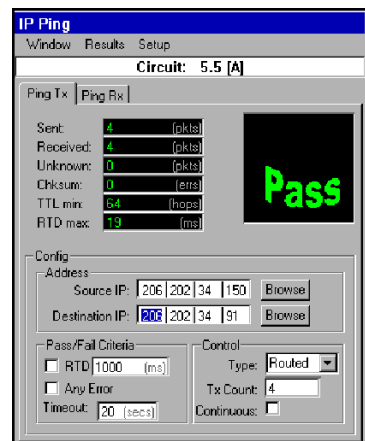 IP Ping
Window Results Setup
Circuit: 5.5 [A]
Ping Tx Ping Rx
Sent: 4 (pkts)
Received: 4 (pkts)
Unknown: 0 (pkts)
Chksum: 0 (errs)
TTL min: 64 (hops)
RTD max: 19 (ms)
Pass
Config
Address
Source IP: 206 202 34 150 Browse
Destination IP: 206 202 34 91 Browse
Pass/Fail Criteria
RTD 1000 (ms)
Any Error
Timeout: 20 (secs)
Control
Type: Routed
Tx Count: 4
Continuous: